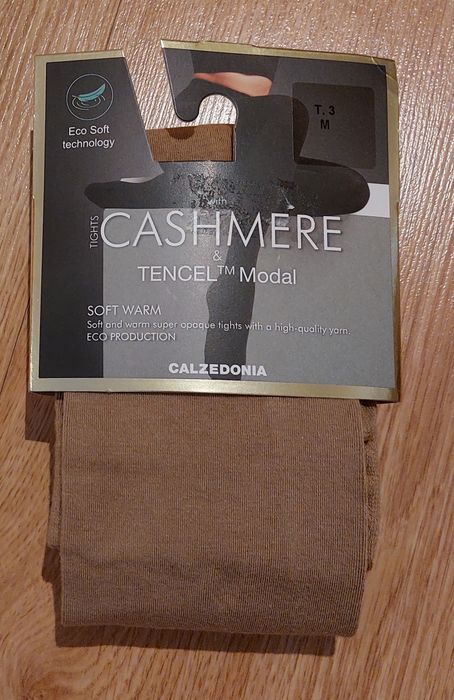 Eco Soft
technology
T. 3
M
with
TIGHTS
CASHMERE
&
TENCEL™ Modal
SOFT WARM
Soft and warm super opaque tights with a high-quality yarn.
ECO PRODUCTION
CALZEDONIA